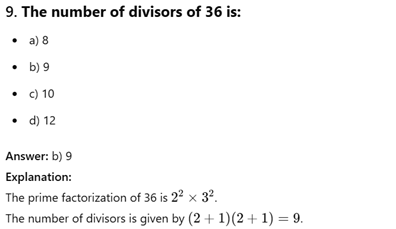 9. The number of divisors of 36 is:
• a) 8
• b) 9
• c) 10
• d) 12
Answer: b) 9
Explanation:
The prime factorization of 36 is 2² × 3².
The number of divisors is given by (2 + 1)(2 + 1) = 9.